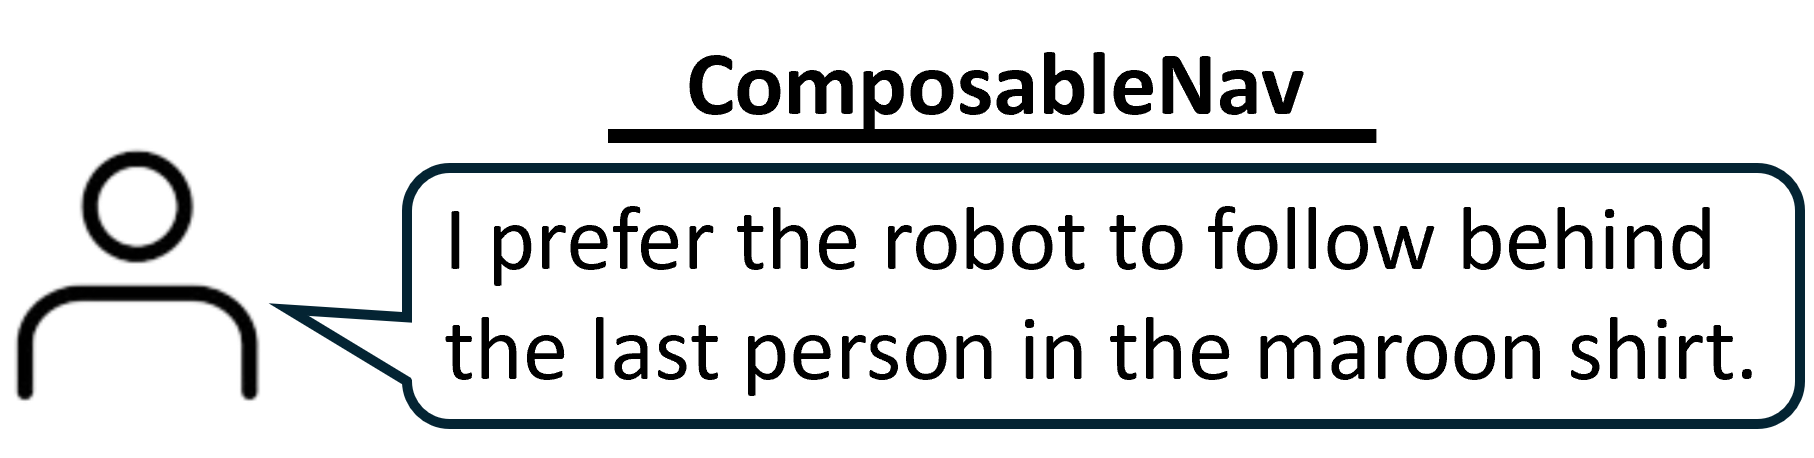 ComposableNav
I prefer the robot to follow behind
the last person in the maroon shirt.